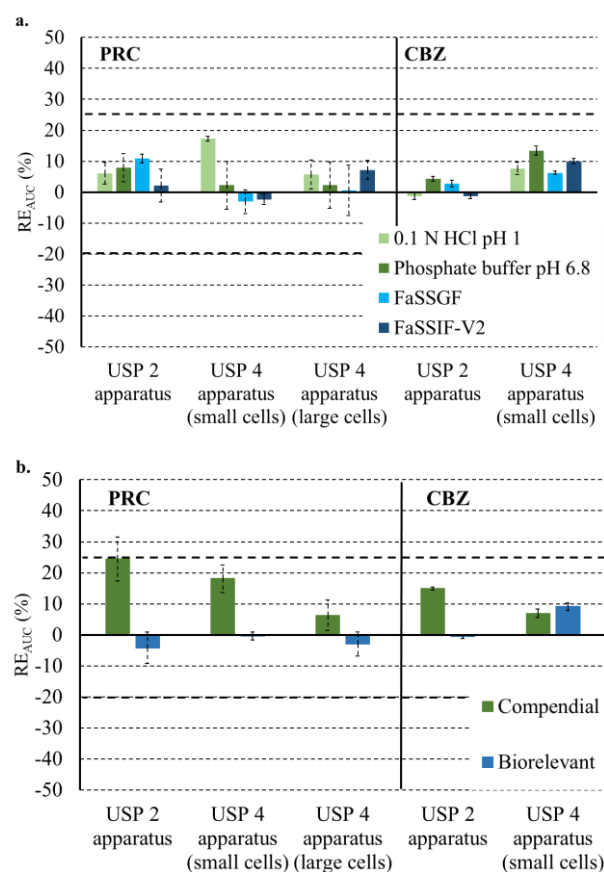 a.
PRC
CBZ
50
40
30
20
10
0
-10
-20
-30
-40
-50
RE_AUC (%)
0.1 N HCl pH 1
Phosphate buffer pH 6.8
FaSSGF
FaSSIF-V2
USP 2
apparatus
USP 4
apparatus
(small cells)
USP 4
apparatus
(large cells)
USP 2
apparatus
USP 4
apparatus
(small cells)
b.
PRC
CBZ
50
40
30
20
10
0
-10
-20
-30
-40
-50
RE_AUC (%)
Compendial
Biorelevant
USP 2
apparatus
USP 4
apparatus
(small cells)
USP 4
apparatus
(large cells)
USP 2
apparatus
USP 4
apparatus
(small cells)